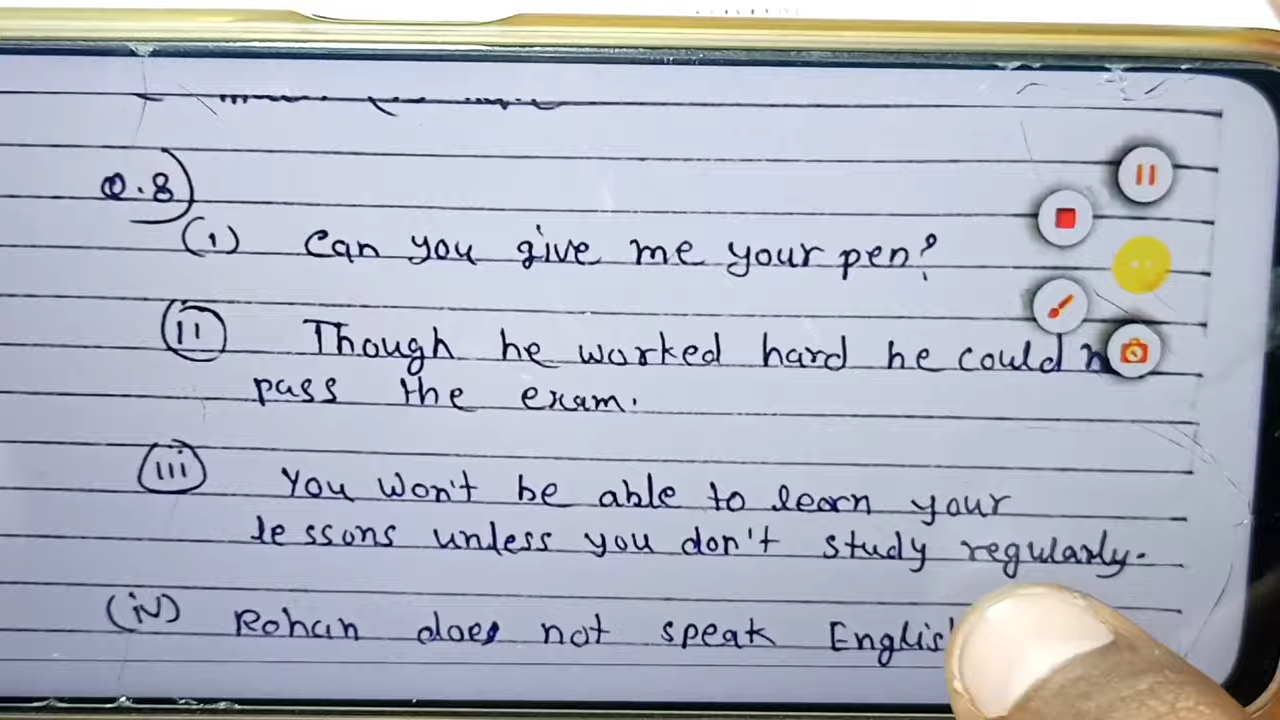 Q.8)
(i) Can you give me your pen?
(ii) Though he worked hard he could
pass the exam.
(iii) You won't be able to learn your
lessons unless you don't study regularly.
(iv) Rohan does not speak